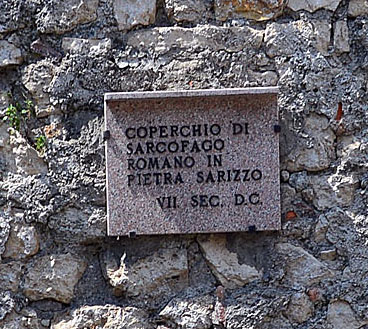 COPERCHIO DI
SARCOFAGO
ROMANO IN
PIETRA SARIZZO
VII SEC. D.C.